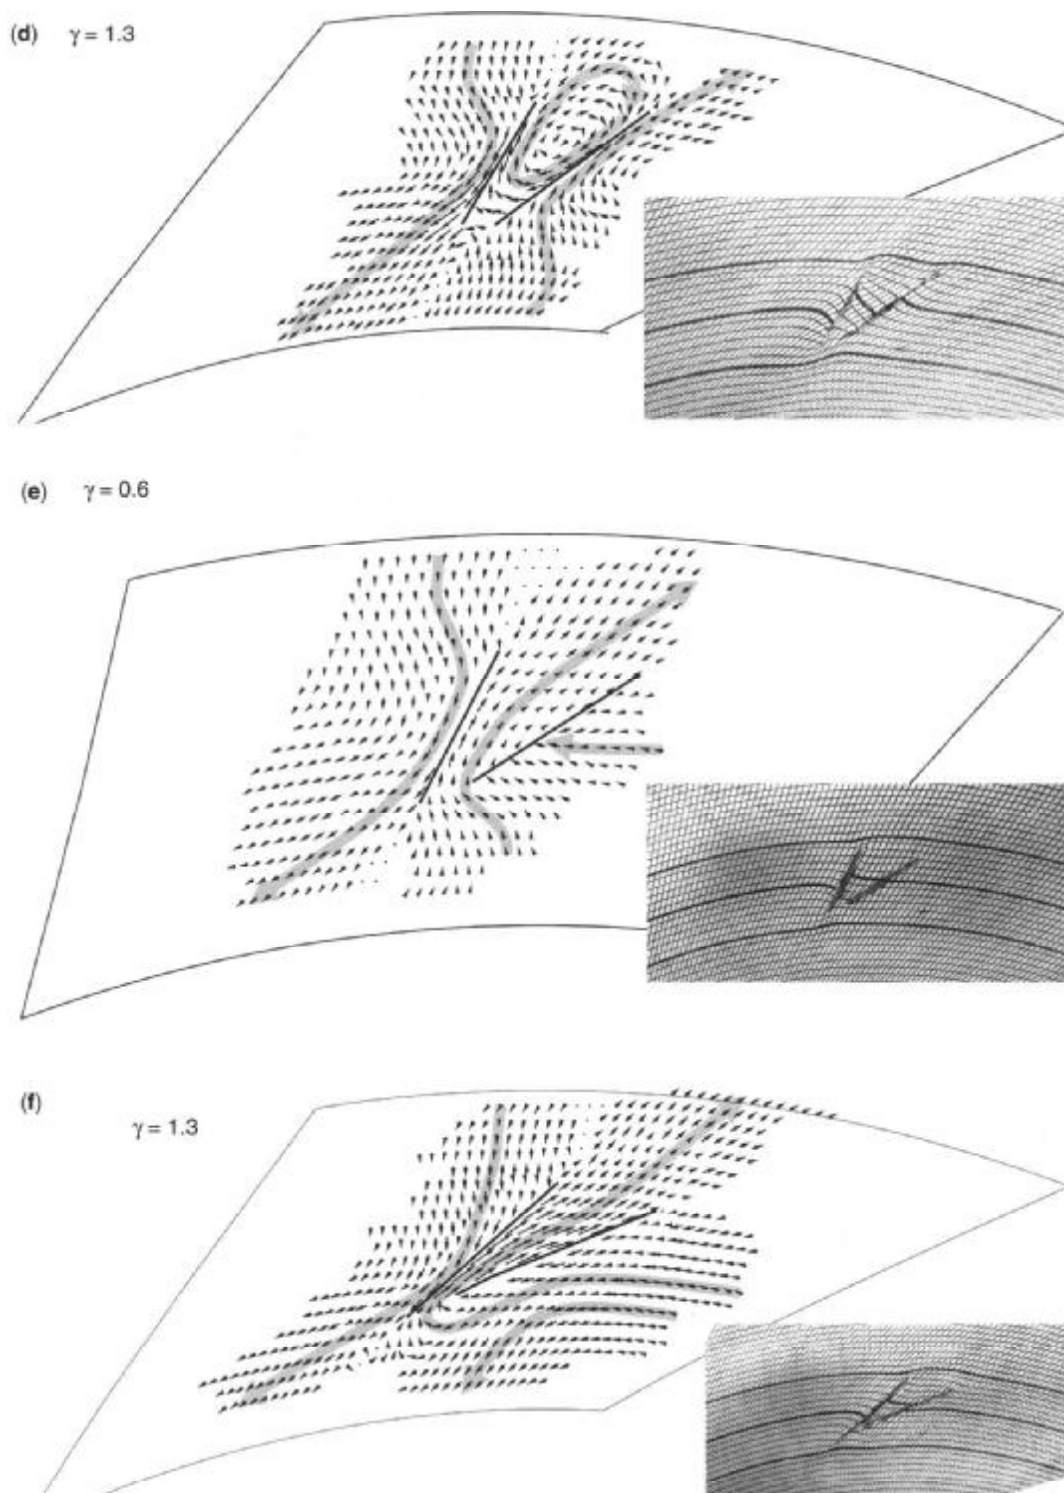 (d) γ = 1.3
(e) γ = 0.6
(f)
γ = 1.3